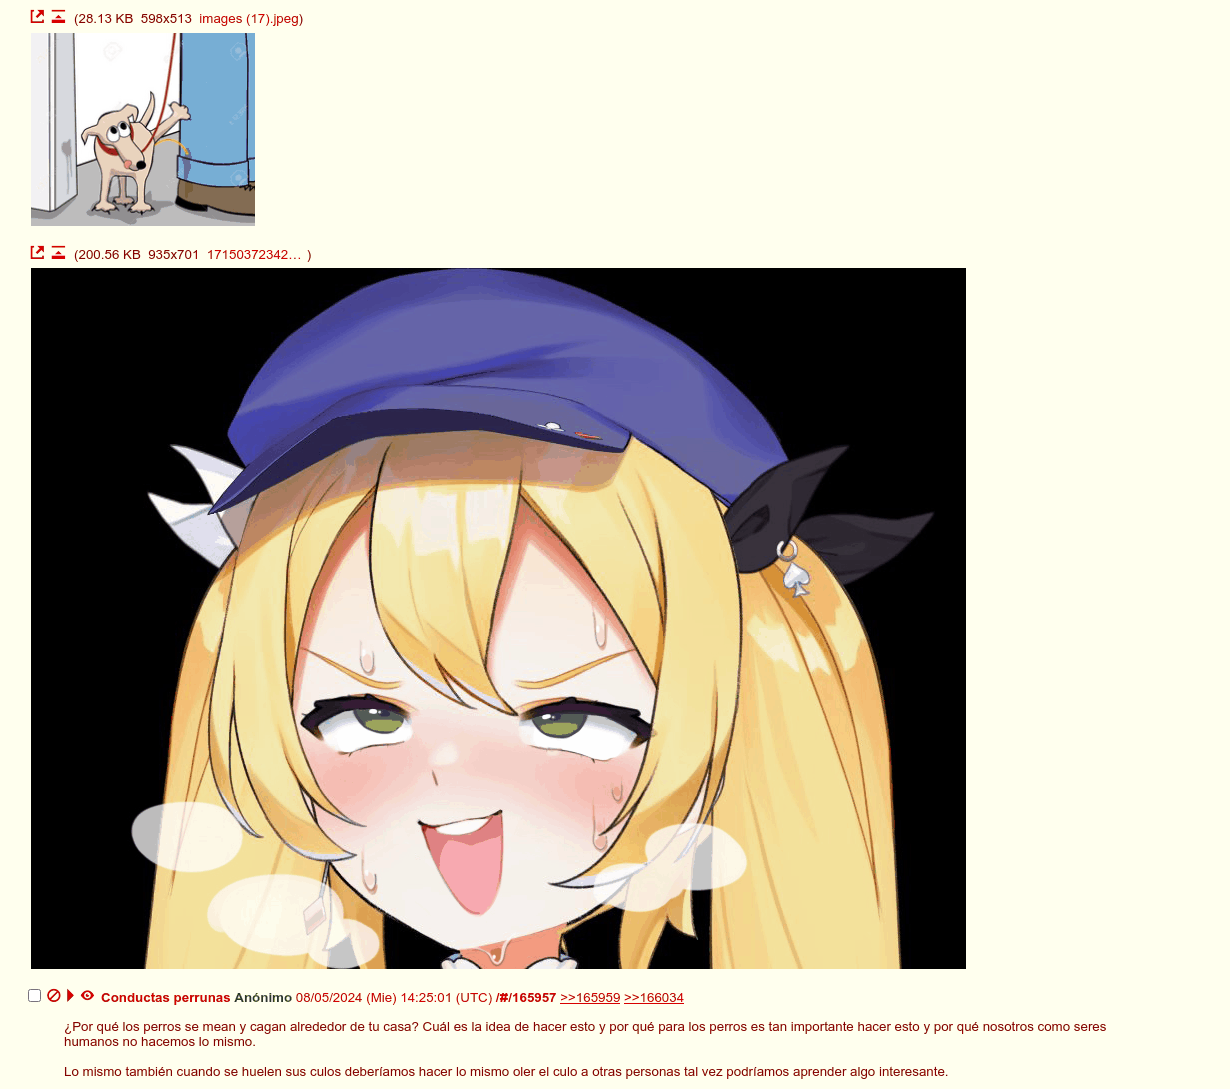 (28.13 KB 598x513 images (17).jpeg)
(200.56 KB 935x701 17150372342… )
Conductas perrunas Anónimo 08/05/2024 (Mie) 14:25:01 (UTC) /#/165957 >>165959 >>166034
¿Por qué los perros se mean y cagan alrededor de tu casa? Cuál es la idea de hacer esto y por qué para los perros es tan importante hacer esto y por qué nosotros como seres
humanos no hacemos lo mismo.
Lo mismo también cuando se huelen sus culos deberíamos hacer lo mismo oler el culo a otras personas tal vez podríamos aprender algo interesante.